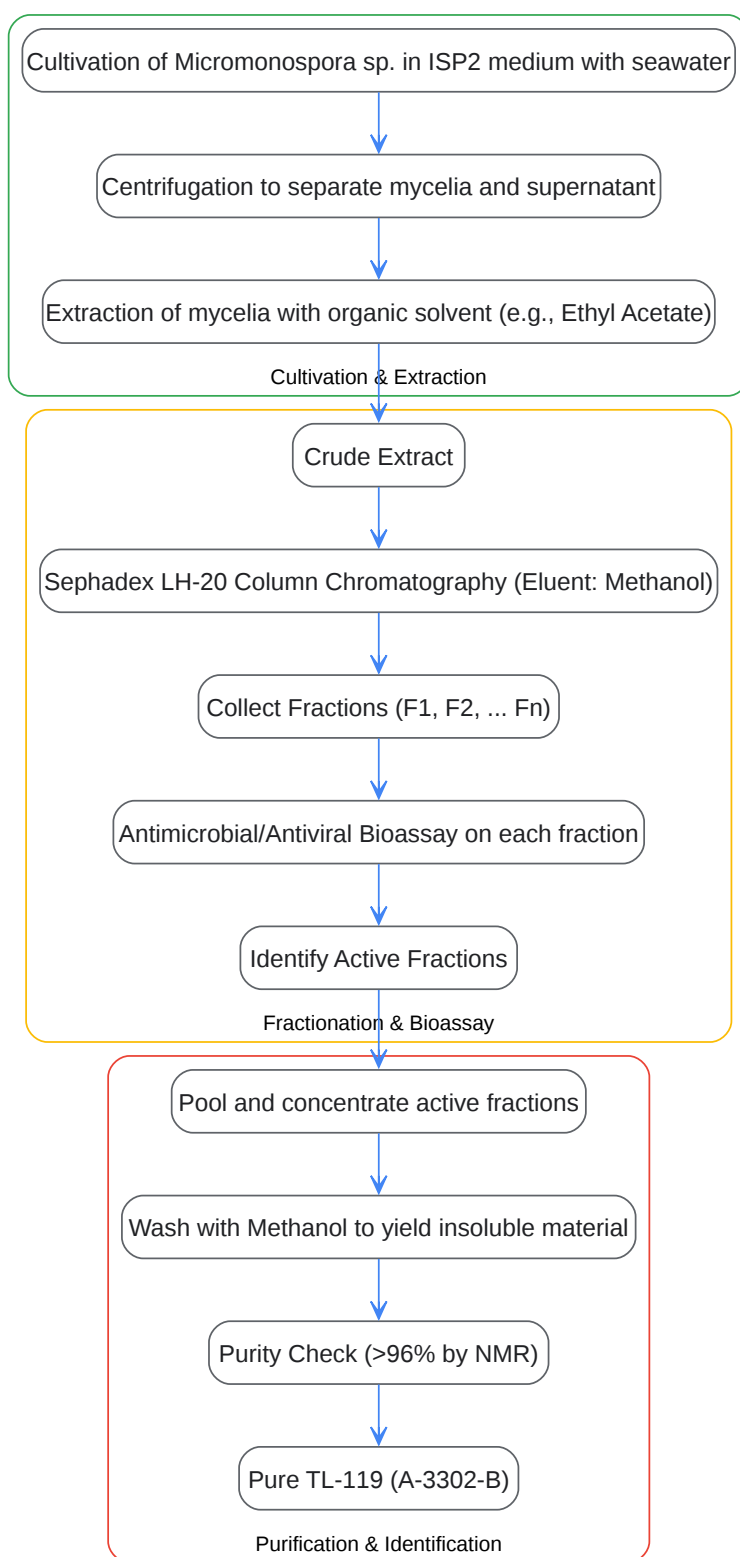 Cultivation of Micromonospora sp. in ISP2 medium with seawater
Centrifugation to separate mycelia and supernatant
Extraction of mycelia with organic solvent (e.g., Ethyl Acetate)
Cultivation & Extraction
Crude Extract
Sephadex LH-20 Column Chromatography (Eluent: Methanol)
Collect Fractions (F1, F2, ... Fn)
Antimicrobial/Antiviral Bioassay on each fraction
Identify Active Fractions
Fractionation & Bioassay
Pool and concentrate active fractions
Wash with Methanol to yield insoluble material
Purity Check (>96% by NMR)
Pure TL-119 (A-3302-B)
Purification & Identification